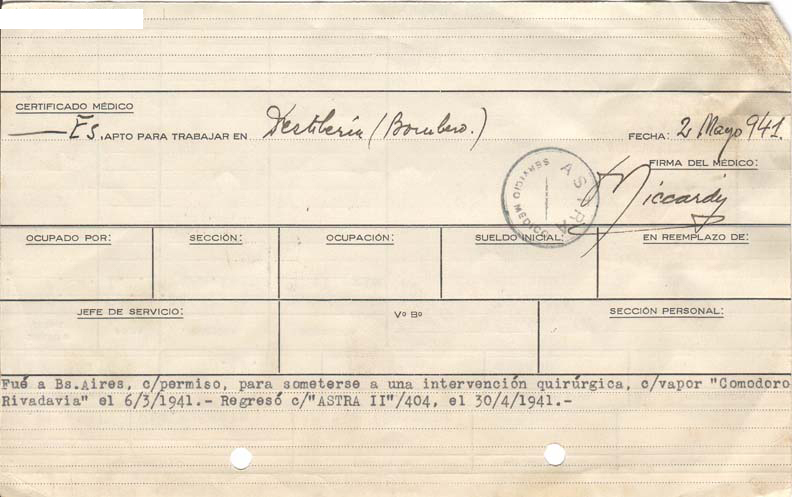 CERTIFICADO MÉDICO
Es, APTO PARA TRABAJAR EN Destilería (Bombero.)
FECHA: 2 Mayo 941.
FIRMA DEL MÉDICO:
SERVICIO MÉDICO ASTRA
Riccardi
OCUPADO POR: SECCIÓN: OCUPACIÓN: SUELDO INICIAL: EN REEMPLAZO DE:
JEFE DE SERVICIO: Vº Bº SECCIÓN PERSONAL:
Fué a Bs.Aires, c/permiso, para someterse a una intervención quirúrgica, c/vapor "Comodoro
Rivadavia" el 6/3/1941.- Regresó c/"ASTRA II"/404, el 30/4/1941.-